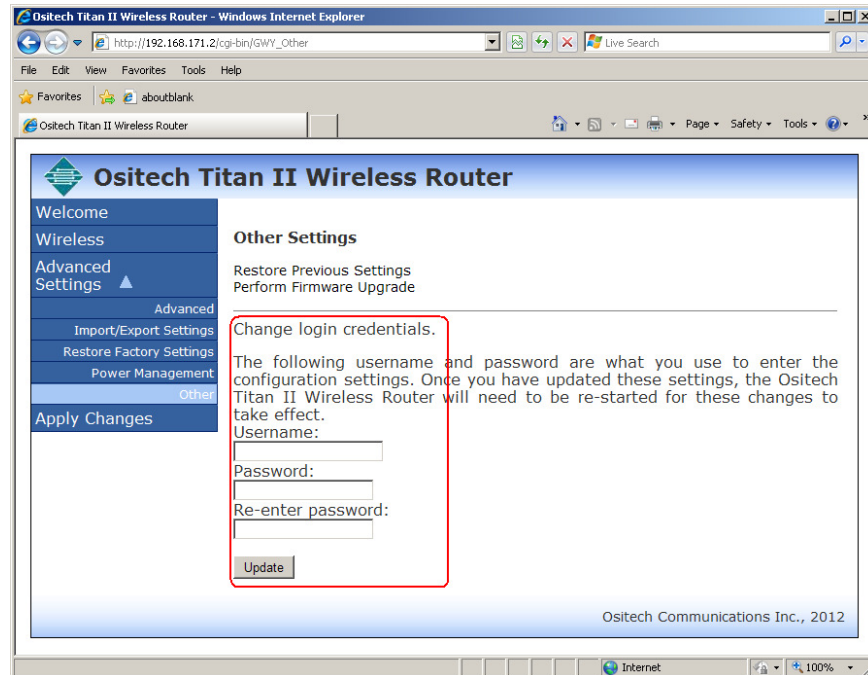 Ositech Titan II Wireless Router - Windows Internet Explorer
http://192.168.171.2/cgi-bin/GWY_Other
Live Search
File Edit View Favorites Tools Help
Favorites aboutblank
Ositech Titan II Wireless Router
Page Safety Tools
Ositech Titan II Wireless Router
Welcome
Wireless
Advanced
Settings
Advanced
Import/Export Settings
Restore Factory Settings
Power Management
Other
Apply Changes
Other Settings
Restore Previous Settings
Perform Firmware Upgrade
Change login credentials.
The following username and password are what you use to enter the
configuration settings. Once you have updated these settings, the Ositech
Titan II Wireless Router will need to be re-started for these changes to
take effect.
Username:
Password:
Re-enter password:
Update
Ositech Communications Inc., 2012
Internet
100%